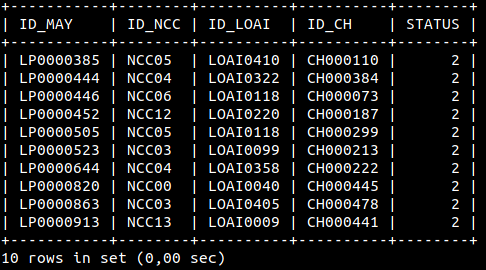 +-----------+--------+----------+----------+--------+
| ID_MAY | ID_NCC | ID_LOAI | ID_CH | STATUS |
+-----------+--------+----------+----------+--------+
| LP0000385 | NCC05 | LOAI0410 | CH000110 | 2 |
| LP0000444 | NCC04 | LOAI0322 | CH000384 | 2 |
| LP0000446 | NCC06 | LOAI0118 | CH000073 | 2 |
| LP0000452 | NCC12 | LOAI0220 | CH000187 | 2 |
| LP0000505 | NCC05 | LOAI0118 | CH000299 | 2 |
| LP0000523 | NCC03 | LOAI0099 | CH000213 | 2 |
| LP0000644 | NCC04 | LOAI0358 | CH000222 | 2 |
| LP0000820 | NCC00 | LOAI0040 | CH000445 | 2 |
| LP0000863 | NCC03 | LOAI0405 | CH000478 | 2 |
| LP0000913 | NCC13 | LOAI0009 | CH000441 | 2 |
+-----------+--------+----------+----------+--------+
10 rows in set (0,00 sec)